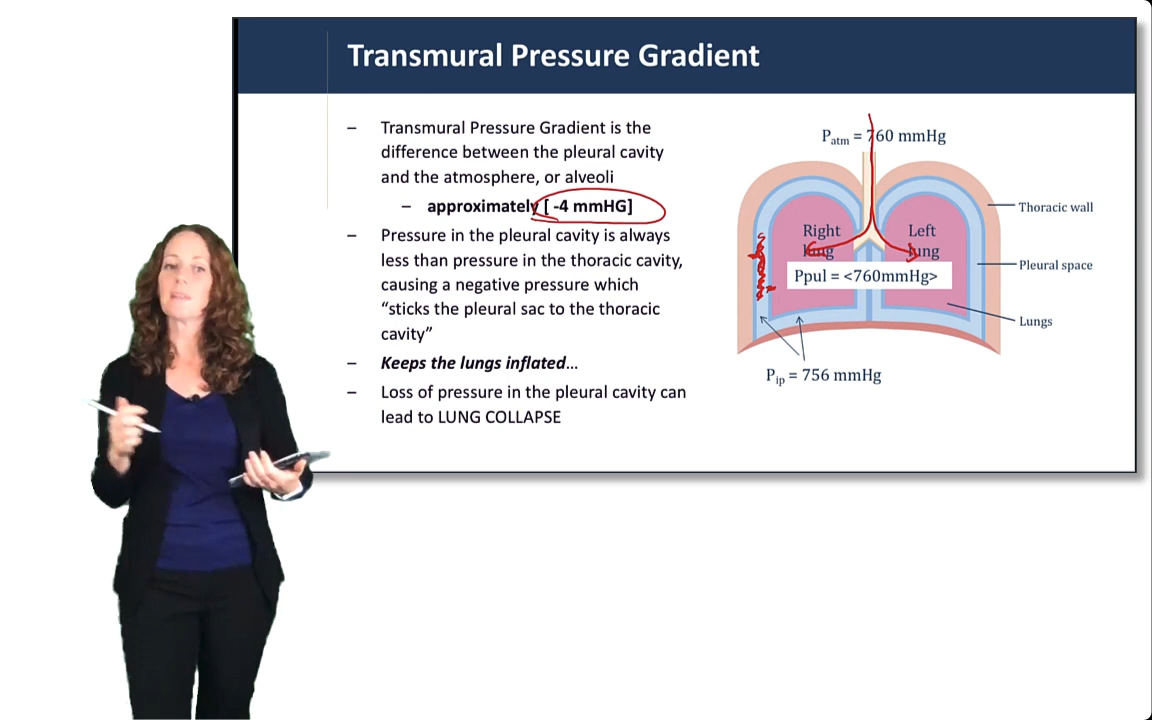 Transmural Pressure Gradient
– Transmural Pressure Gradient is the
difference between the pleural cavity
and the atmosphere, or alveoli
– approximately [ -4 mmHG]
– Pressure in the pleural cavity is always
less than pressure in the thoracic cavity,
causing a negative pressure which
“sticks the pleural sac to the thoracic
cavity”
– Keeps the lungs inflated…
– Loss of pressure in the pleural cavity can
lead to LUNG COLLAPSE
Patm = 760 mmHg
Thoracic wall
Right
lung
Left
lung
Pleural space
Ppul = <760mmHg>
Lungs
Pip = 756 mmHg